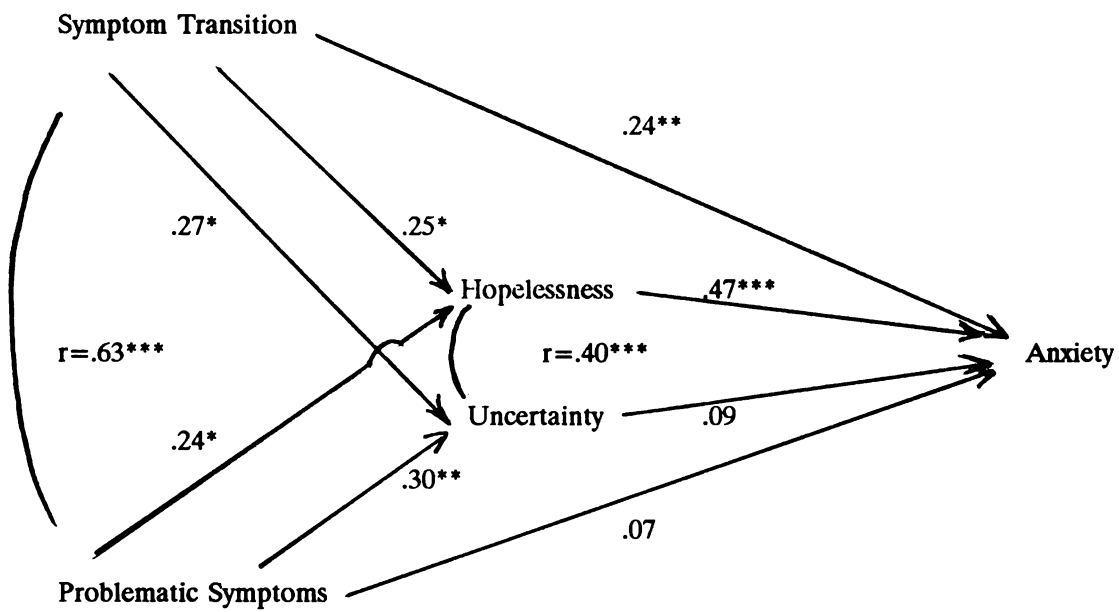 Symptom Transition
.24**
.27*
.25*
Hopelessness
.47***
r=.63***
r=.40***
Anxiety
Uncertainty
.09
.24*
.30**
.07
Problematic Symptoms